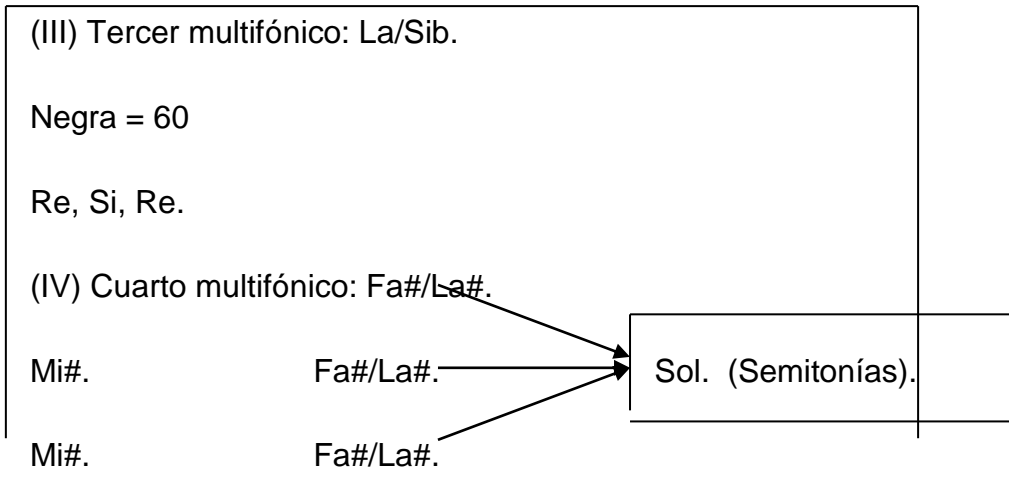 (III) Tercer multifónico: La/Sib.
Negra = 60
Re, Si, Re.
(IV) Cuarto multifónico: Fa#/La#.
Mi#. Fa#/La#. Sol. (Semitonías).
Mi#. Fa#/La#.